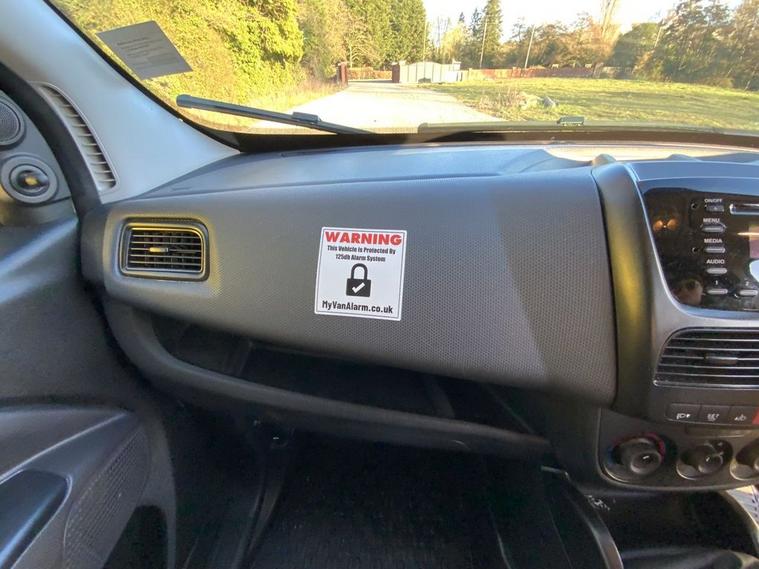 WARNING
This Vehicle is Protected By
125db Alarm System
MyVanAlarm.co.uk
ON/OFF
MENU
MEDIA
AUDIO